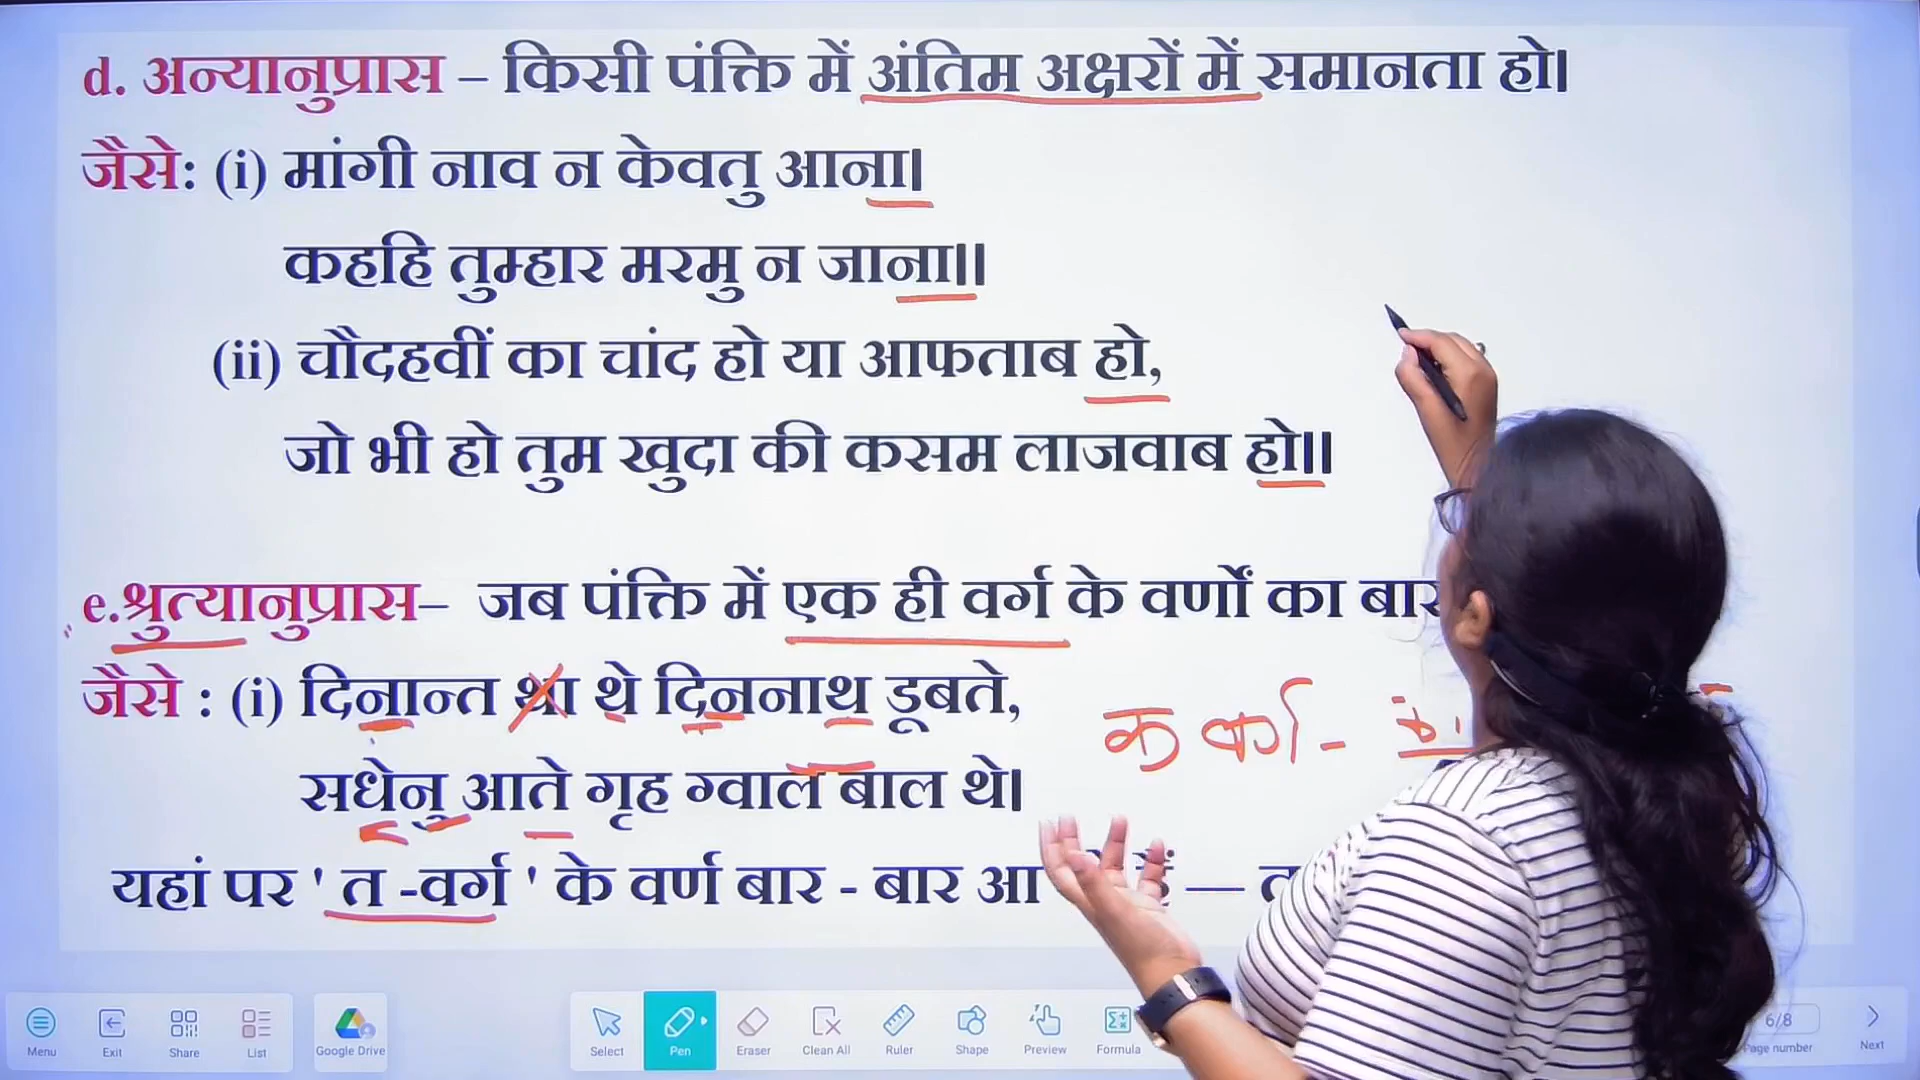 d. अन्यानुप्रास – किसी पंक्ति में अंतिम अक्षरों में समानता हो।
जैसे: (i) मांगी नाव न केवतु आना।
कहहि तुम्हार मरमु न जाना॥
(ii) चौदहवीं का चांद हो या आफताब हो,
जो भी हो तुम खुदा की कसम लाजवाब हो॥
e.श्रुत्यानुप्रास– जब पंक्ति में एक ही वर्ग के वर्णों का बार
जैसे : (i) दिनान्त था थे दिननाथ डूबते,
क वर्ग -
सधेनु आते गृह ग्वाल बाल थे।
यहां पर ' त -वर्ग ' के वर्ण बार - बार आ —
Menu Exit Share List Google Drive Select Pen Eraser Clean All Ruler Shape Preview Formula
6/8
Page number Next